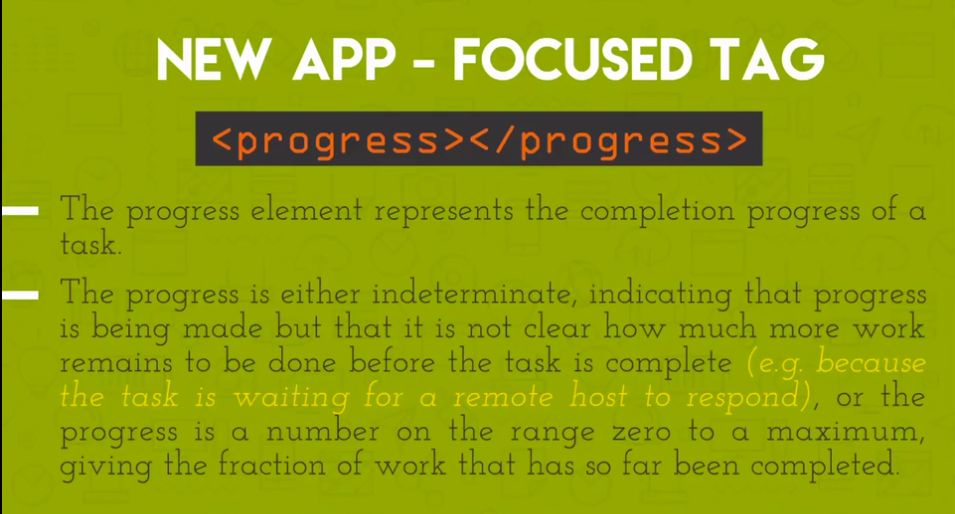 NEW APP - FOCUSED TAG
<progress></progress>
The progress element represents the completion progress of a
task.
The progress is either indeterminate, indicating that progress
is being made but that it is not clear how much more work
remains to be done before the task is complete (e.g. because
the task is waiting for a remote host to respond), or the
progress is a number on the range zero to a maximum,
giving the fraction of work that has so far been completed.